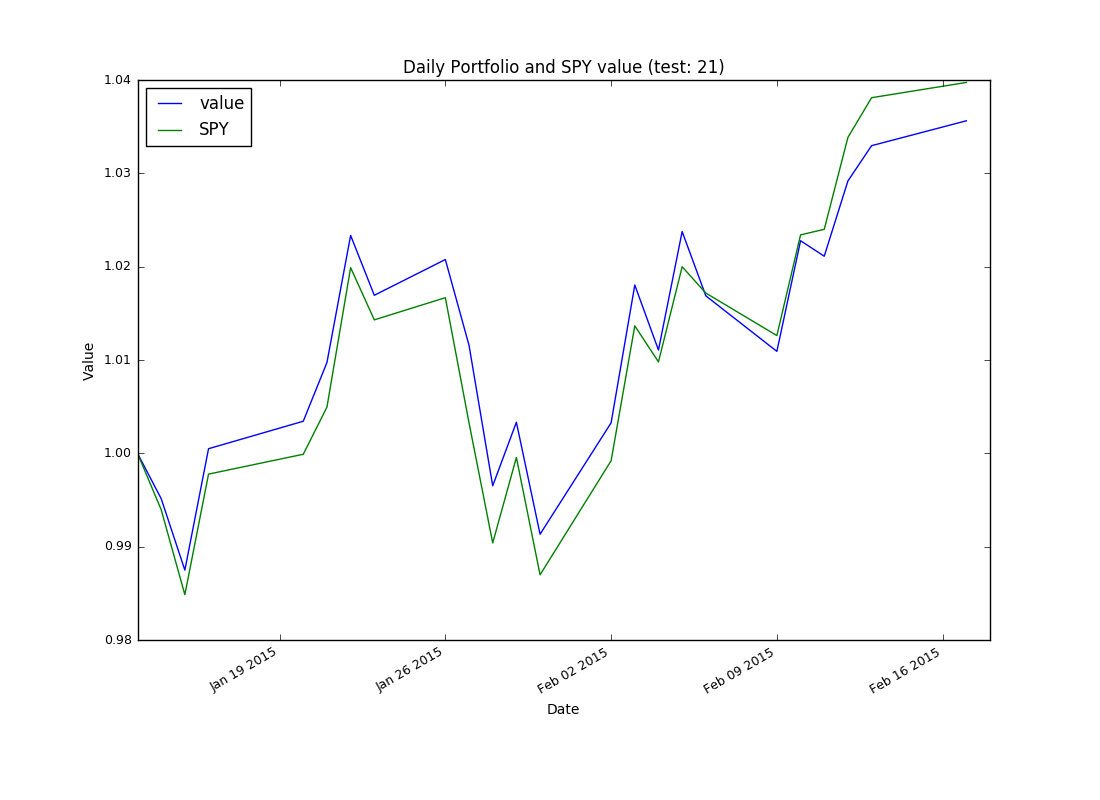 Daily Portfolio and SPY value (test: 21)
value
SPY
1.04
1.03
1.02
1.01
1.00
0.99
0.98
Value
Jan 19 2015
Jan 26 2015
Feb 02 2015
Feb 09 2015
Feb 16 2015
Date